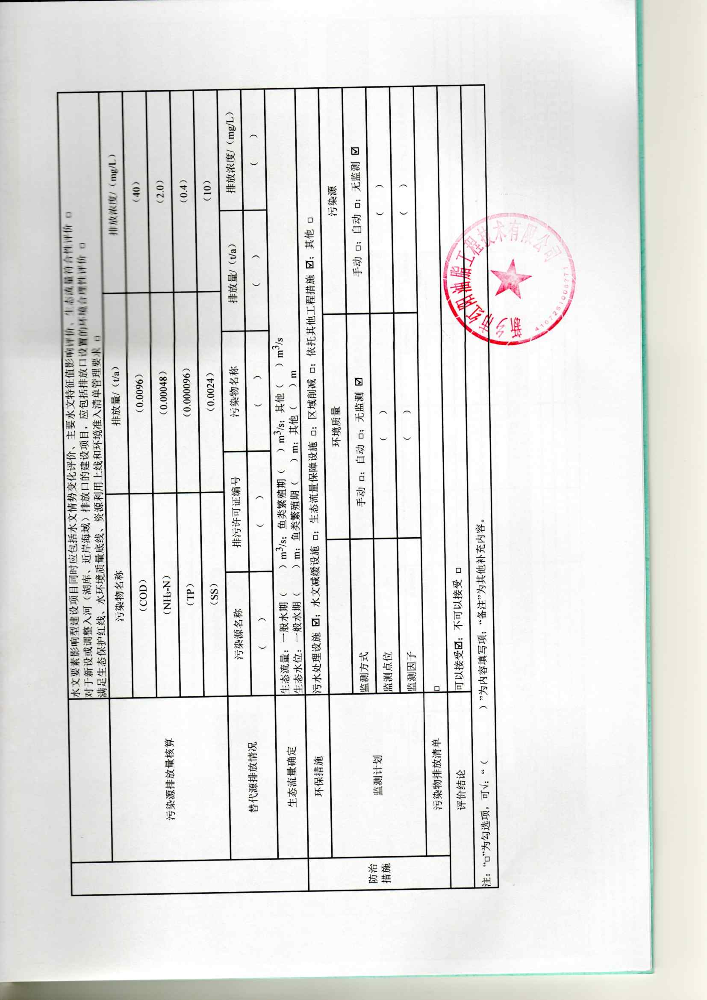 水文要素影响型建设项目同时应包括水文情势变化评价、主要水文特征值影响评价、生态流量符合性评价 □
对于新设或调整入河（湖库、近岸海域）排放口的建设项目，应包括排放口设置的环境合理性评价 □
满足生态保护红线、水环境质量底线、资源利用上线和环境准入清单管理要求 □
污染源排放量核算
污染物名称 排放量/（t/a） 排放浓度/（mg/L）
（COD） （0.0096） （40）
（NH₃-N） （0.00048） （2.0）
（TP） （0.000096） （0.4）
（SS） （0.0024） （10）
替代源排放情况
污染源名称 排污许可证编号 污染物名称 排放量/（t/a） 排放浓度/（mg/L）
（ ） （ ） （ ） （ ） （ ）
生态流量确定
生态流量：一般水期（ ）m³/s；鱼类繁殖期（ ）m³/s；其他（ ）m³/s
生态水位：一般水期（ ）m；鱼类繁殖期（ ）m；其他（ ）m
防治
措施
环保措施
污水处理设施 ☑；水文减缓设施 □；生态流量保障设施 □；区域削减 □；依托其他工程措施 ☑；其他 □
监测计划
环境质量 污染源
监测方式 手动 □；自动 □；无监测 ☑ 手动 □；自动 □；无监测 ☑
监测点位 （ ） （ ）
监测因子 （ ） （ ）
污染物排放清单 □
评价结论 可以接受☑；不可以接受 □
注：“□”为勾选项，可√；“（ ）”为内容填写项；“备注”为其他补充内容。
新乡市红阳油脂工程技术有限公司
4107251008771